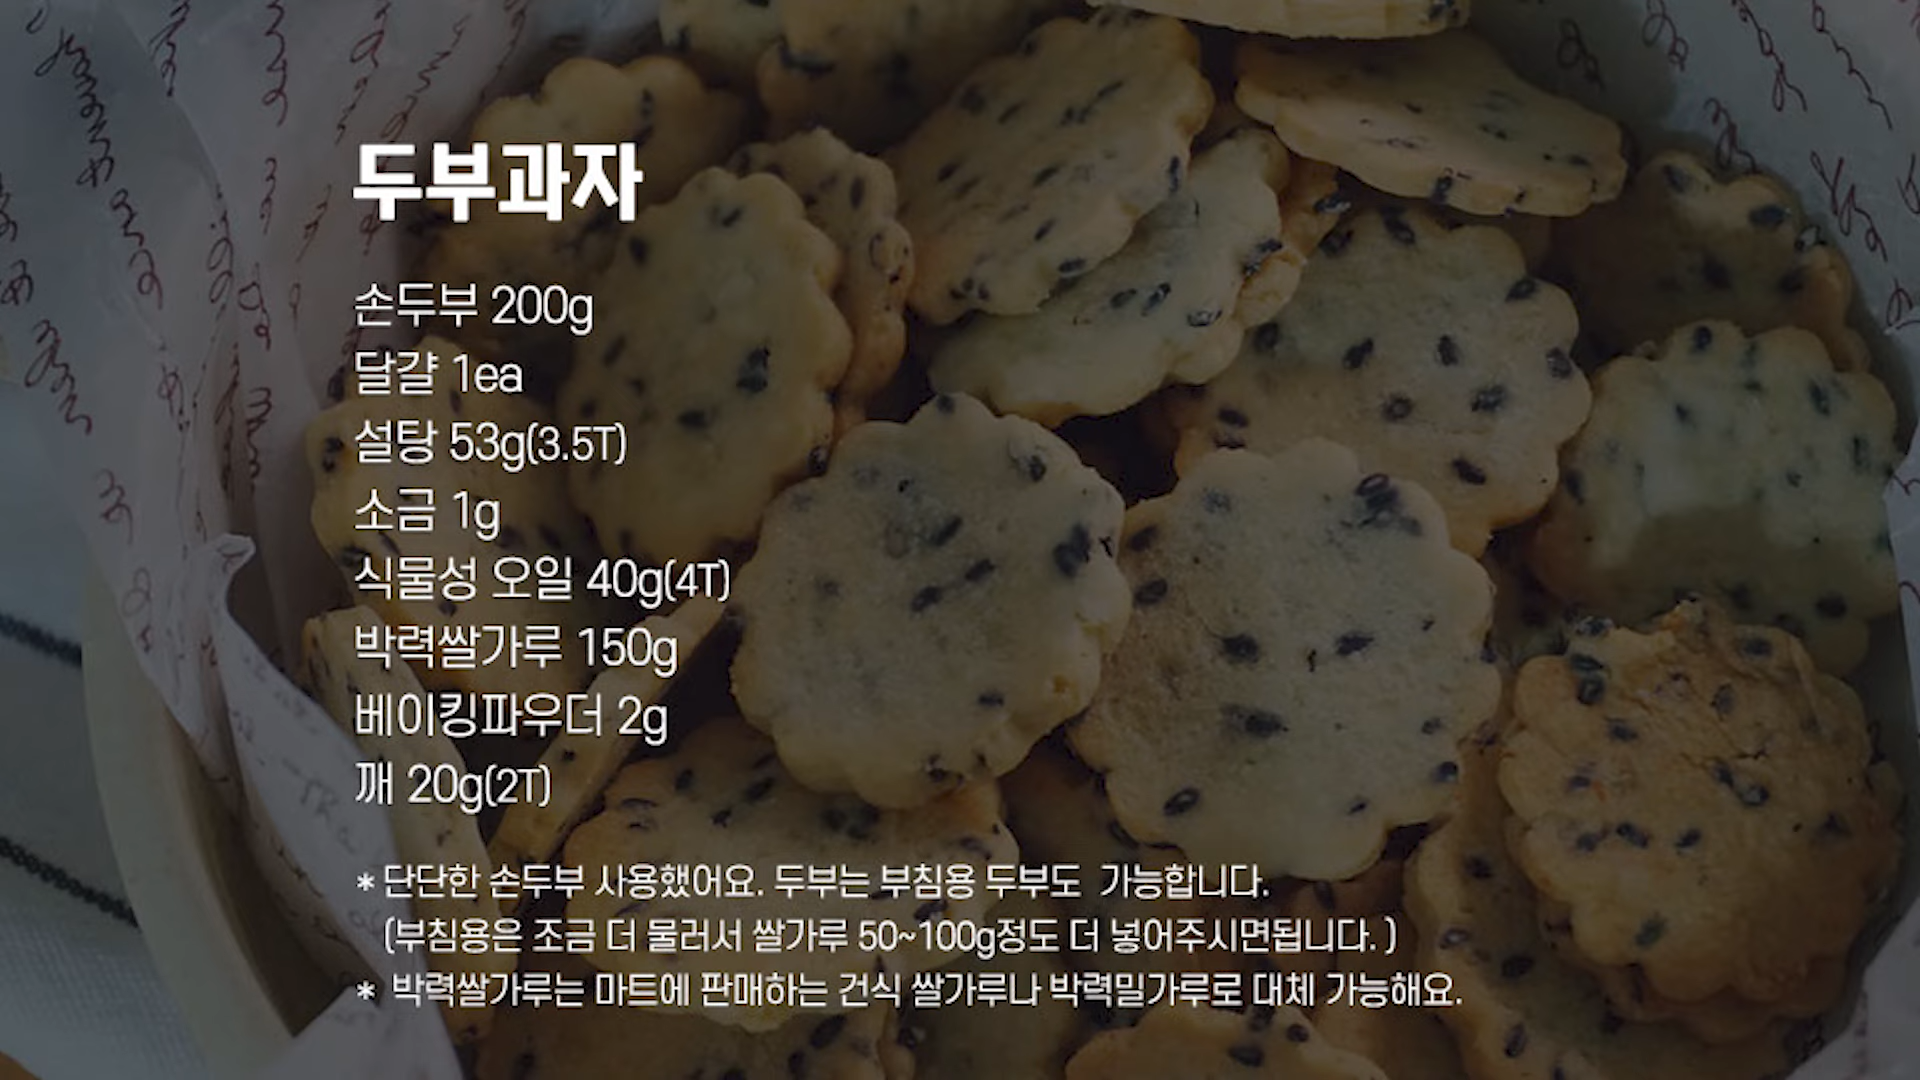 두부과자
손두부 200g
달걀 1ea
설탕 53g(3.5T)
소금 1g
식물성 오일 40g(4T)
박력쌀가루 150g
베이킹파우더 2g
깨 20g(2T)
* 단단한 손두부 사용했어요. 두부는 부침용 두부도 가능합니다.
(부침용은 조금 더 물러서 쌀가루 50~100g정도 더 넣어주시면됩니다. )
* 박력쌀가루는 마트에 판매하는 건식 쌀가루나 박력밀가루로 대체 가능해요.